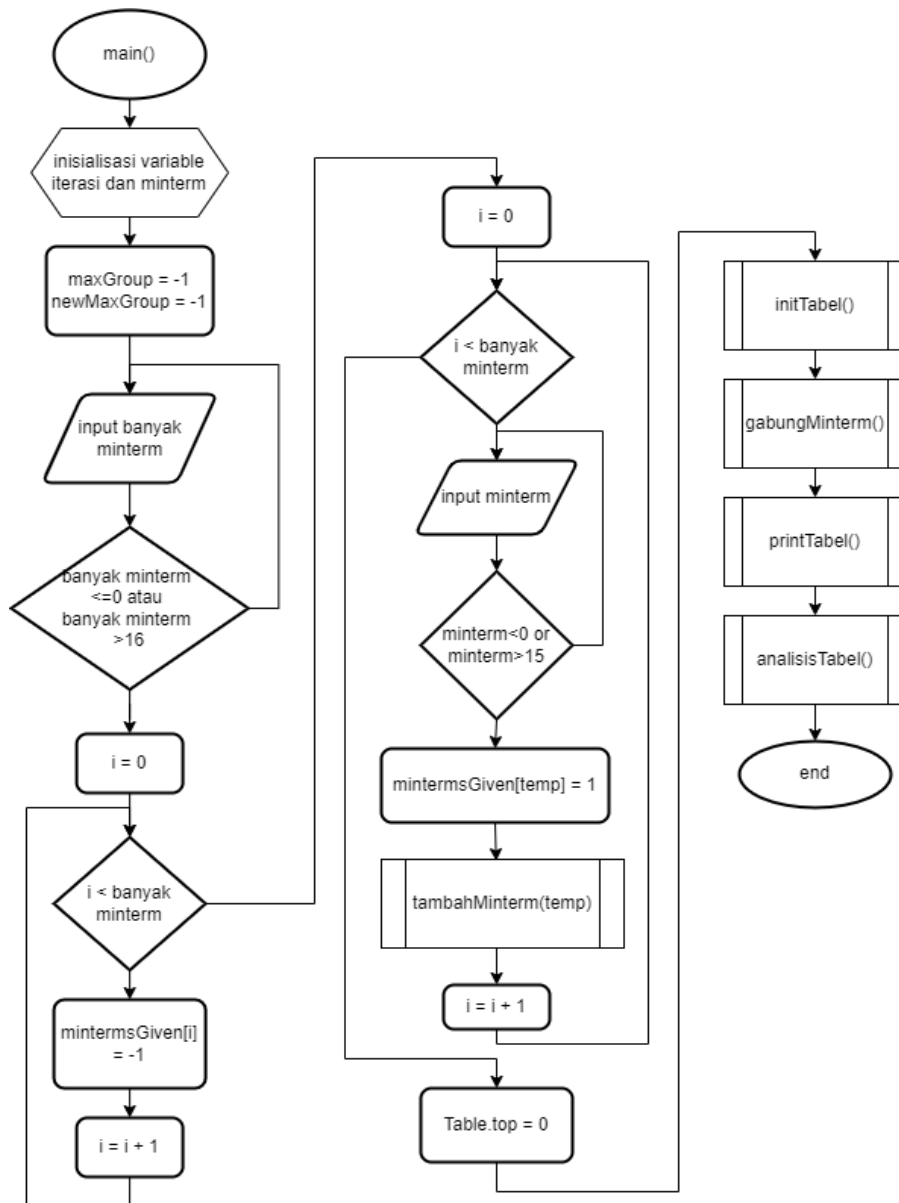 main()
inisialisasi variable
iterasi dan minterm
maxGroup = -1
newMaxGroup = -1
input banyak
minterm
banyak minterm
<=0 atau
banyak minterm
>16
i = 0
i < banyak
minterm
mintermsGiven[i]
= -1
i = i + 1
i = 0
i < banyak
minterm
input minterm
minterm<0 or
minterm>15
mintermsGiven[temp] = 1
tambahMinterm(temp)
i = i + 1
Table.top = 0
initTabel()
gabungMinterm()
printTabel()
analisisTabel()
end